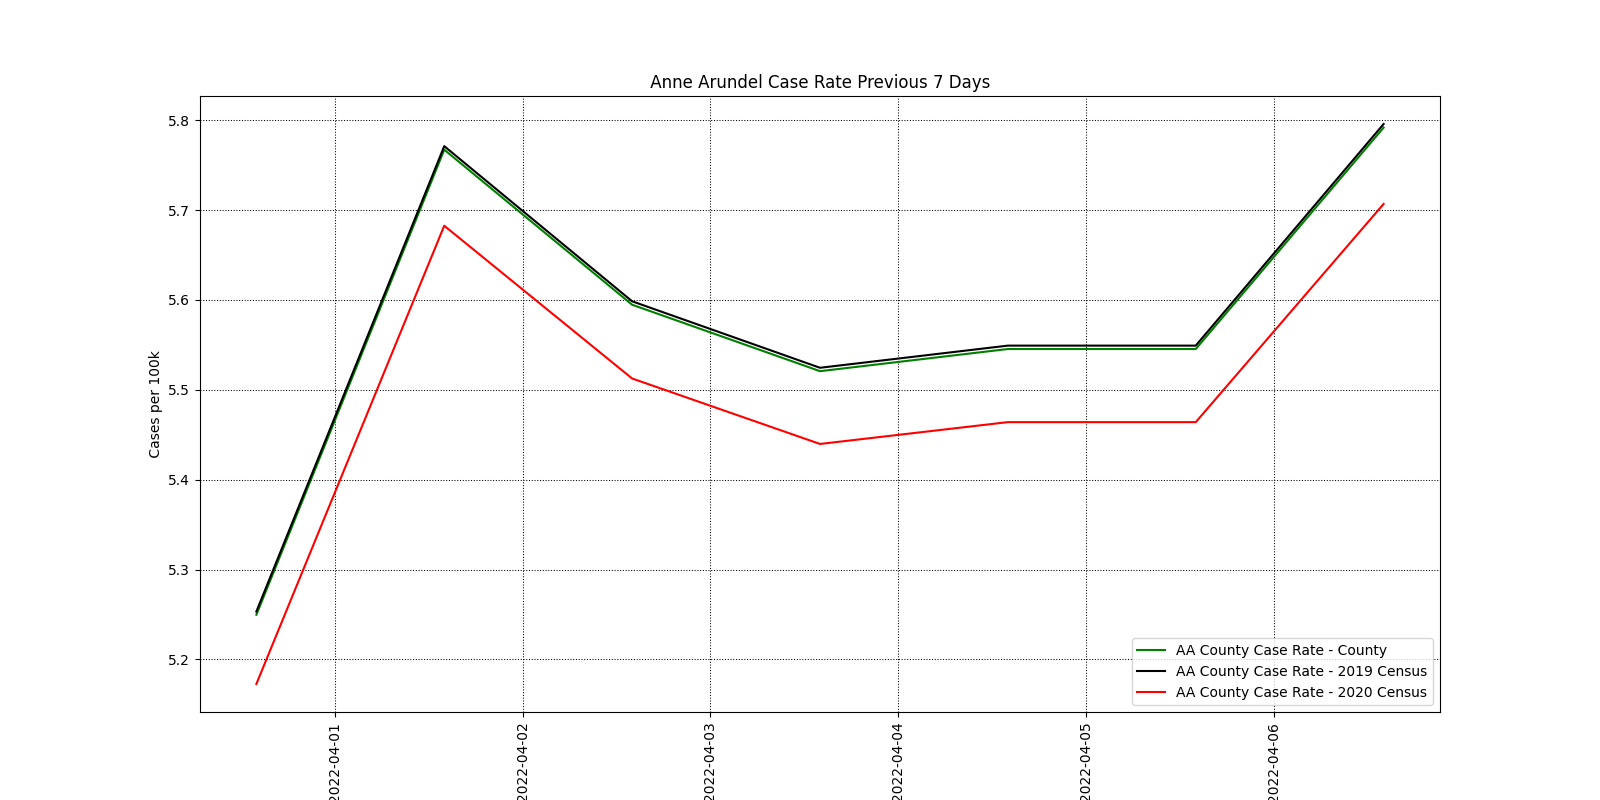 Anne Arundel Case Rate Previous 7 Days
5.8
5.7
5.6
5.5
5.4
5.3
5.2
Cases per 100k
AA County Case Rate - County
AA County Case Rate - 2019 Census
AA County Case Rate - 2020 Census
2022-04-01
2022-04-02
2022-04-03
2022-04-04
2022-04-05
2022-04-06